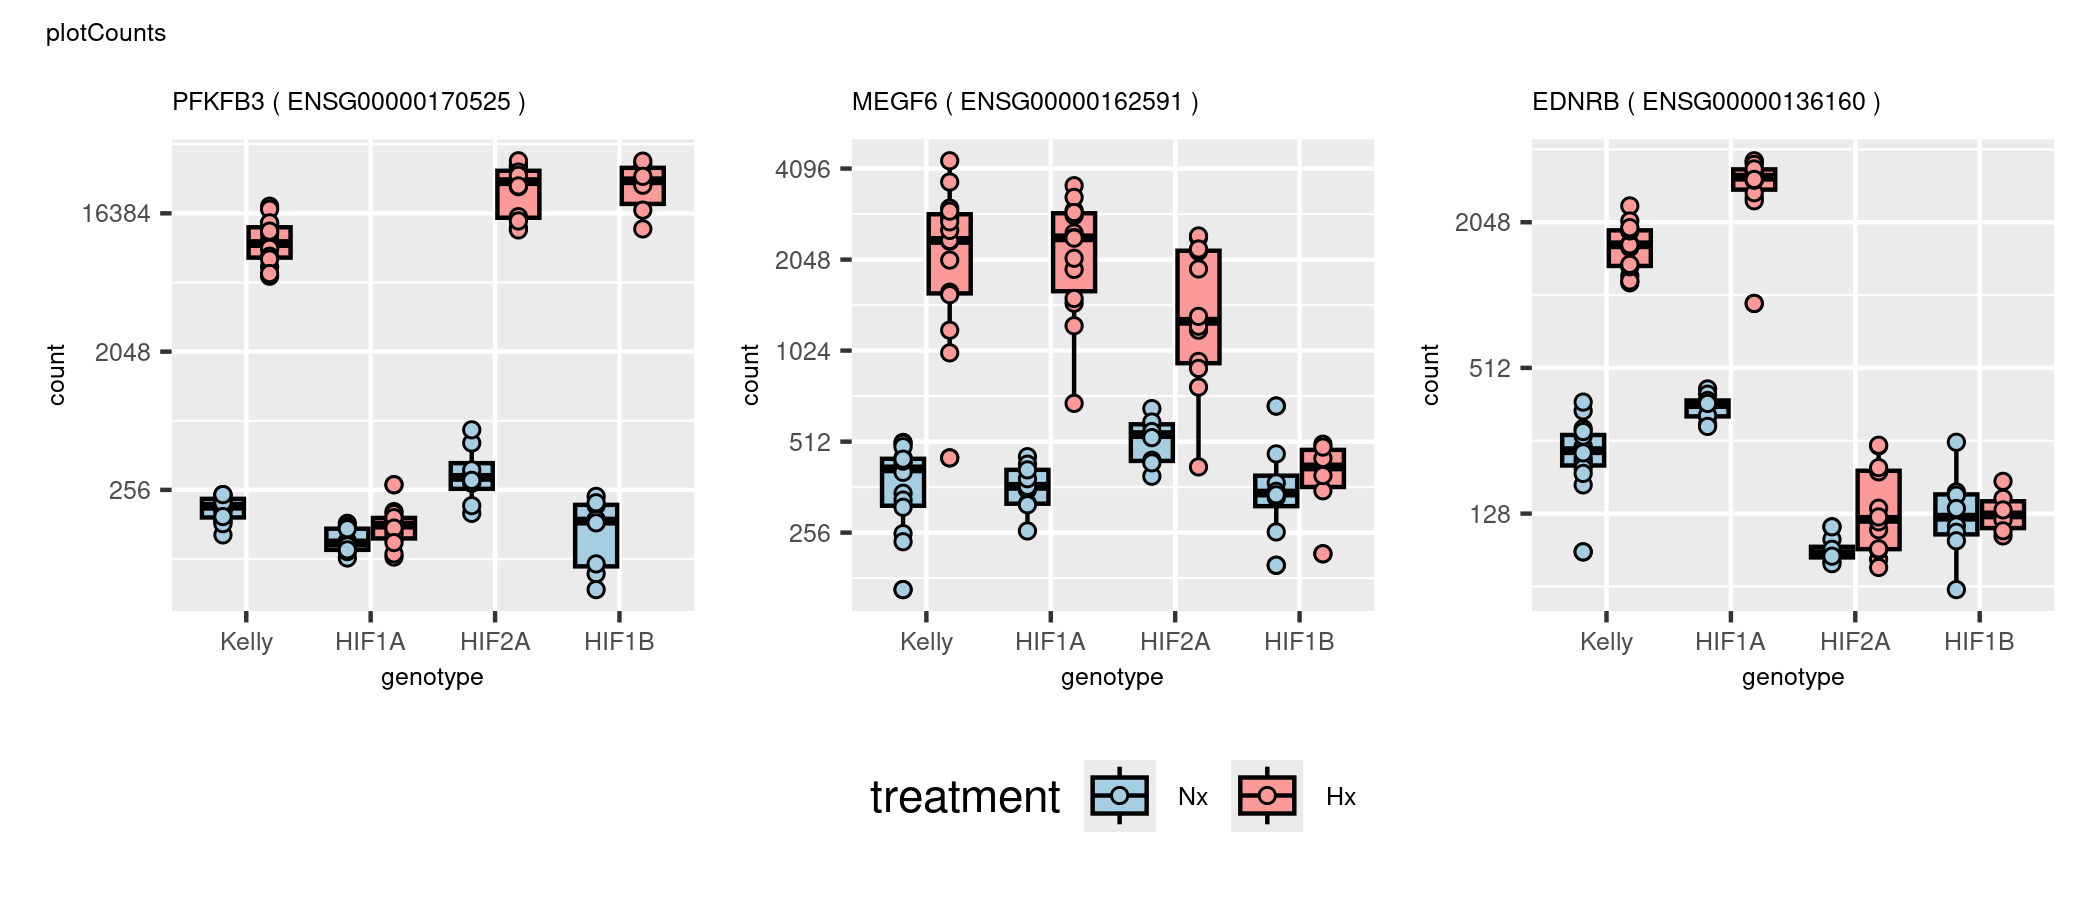 plotCounts
PFKFB3 ( ENSG00000170525 )
MEGF6 ( ENSG00000162591 )
EDNRB ( ENSG00000136160 )
count
16384
2048
256
Kelly HIF1A HIF2A HIF1B
genotype
count
4096
2048
1024
512
256
Kelly HIF1A HIF2A HIF1B
genotype
count
2048
512
128
Kelly HIF1A HIF2A HIF1B
genotype
treatment Nx Hx